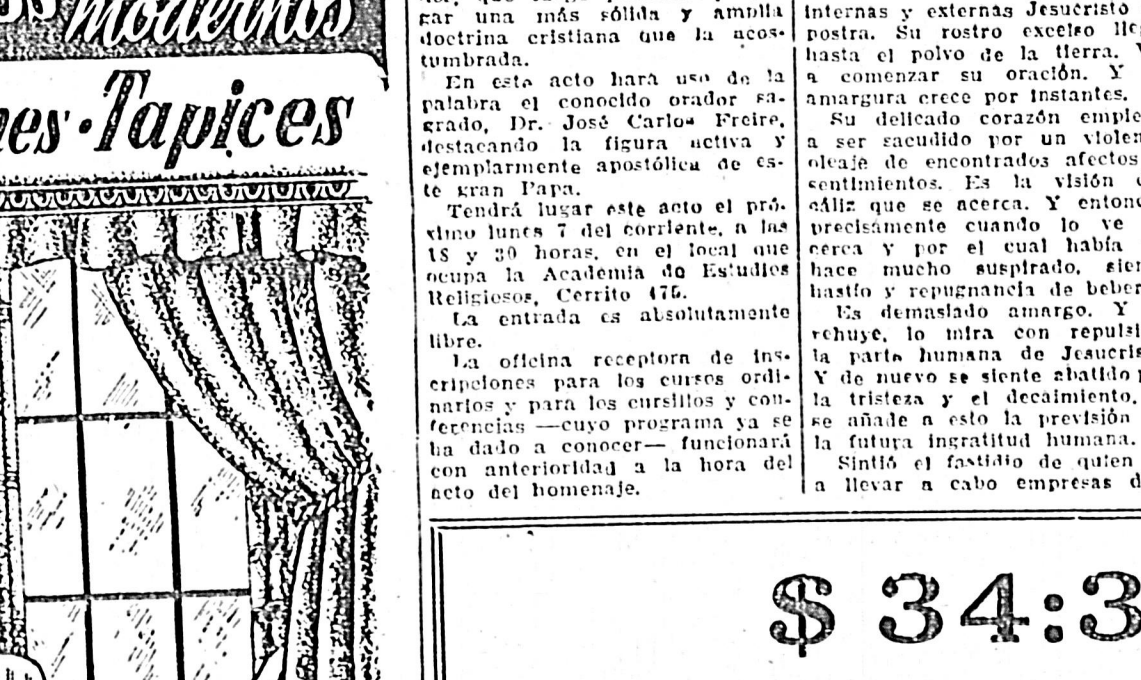 os modernos
nes·Tapices
gar una más sólida y amplia
doctrina cristiana que la acos-
tumbrada.
En este acto hará uso de la
palabra el conocido orador sa-
grado, Dr. José Carlos Freire,
destacando la figura activa y
ejemplarmente apostólica de es-
te gran Papa.
Tendrá lugar este acto el pró-
ximo lunes 7 del corriente, a las
18 y 30 horas, en el local que
ocupa la Academia de Estudios
Religiosos, Cerrito 475.
La entrada es absolutamente
libre.
La oficina receptora de ins-
cripciones para los cursos ordi-
narios y para los cursillos y con-
ferencias —cuyo programa ya se
ha dado a conocer— funcionará
con anterioridad a la hora del
acto del homenaje.
internas y externas Jesucristo
postra. Su rostro excelso lle
hasta el polvo de la tierra.
a comenzar su oración. Y
amargura crece por instantes.
Su delicado corazón empie
a ser sacudido por un violen
oleaje de encontrados afectos
sentimientos. Es la visión
cáliz que se acerca. Y entonc
precisamente cuando lo ve
cerca y por el cual había
hace mucho suspirado, sien
hastío y repugnancia de beber
Es demasiado amargo. Y
rehuye, lo mira con repulsi
la parte humana de Jesucris
Y de nuevo se siente abatido p
la tristeza y el decaimiento.
se añade a esto la previsión
la futura ingratitud humana.
Sintió el fastidio de quien
a llevar a cabo empresas d
$ 34:3